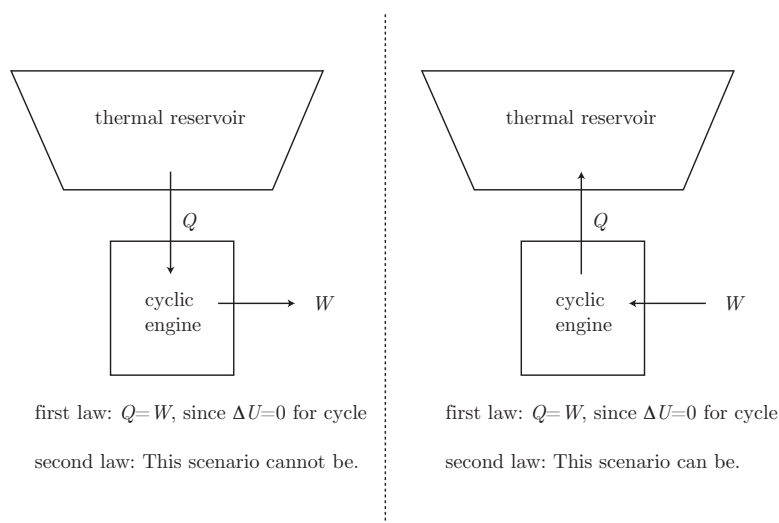 thermal reservoir
Q
cyclic
engine
W
first law: Q=W, since ΔU=0 for cycle
second law: This scenario cannot be.
thermal reservoir
Q
cyclic
engine
W
first law: Q=W, since ΔU=0 for cycle
second law: This scenario can be.